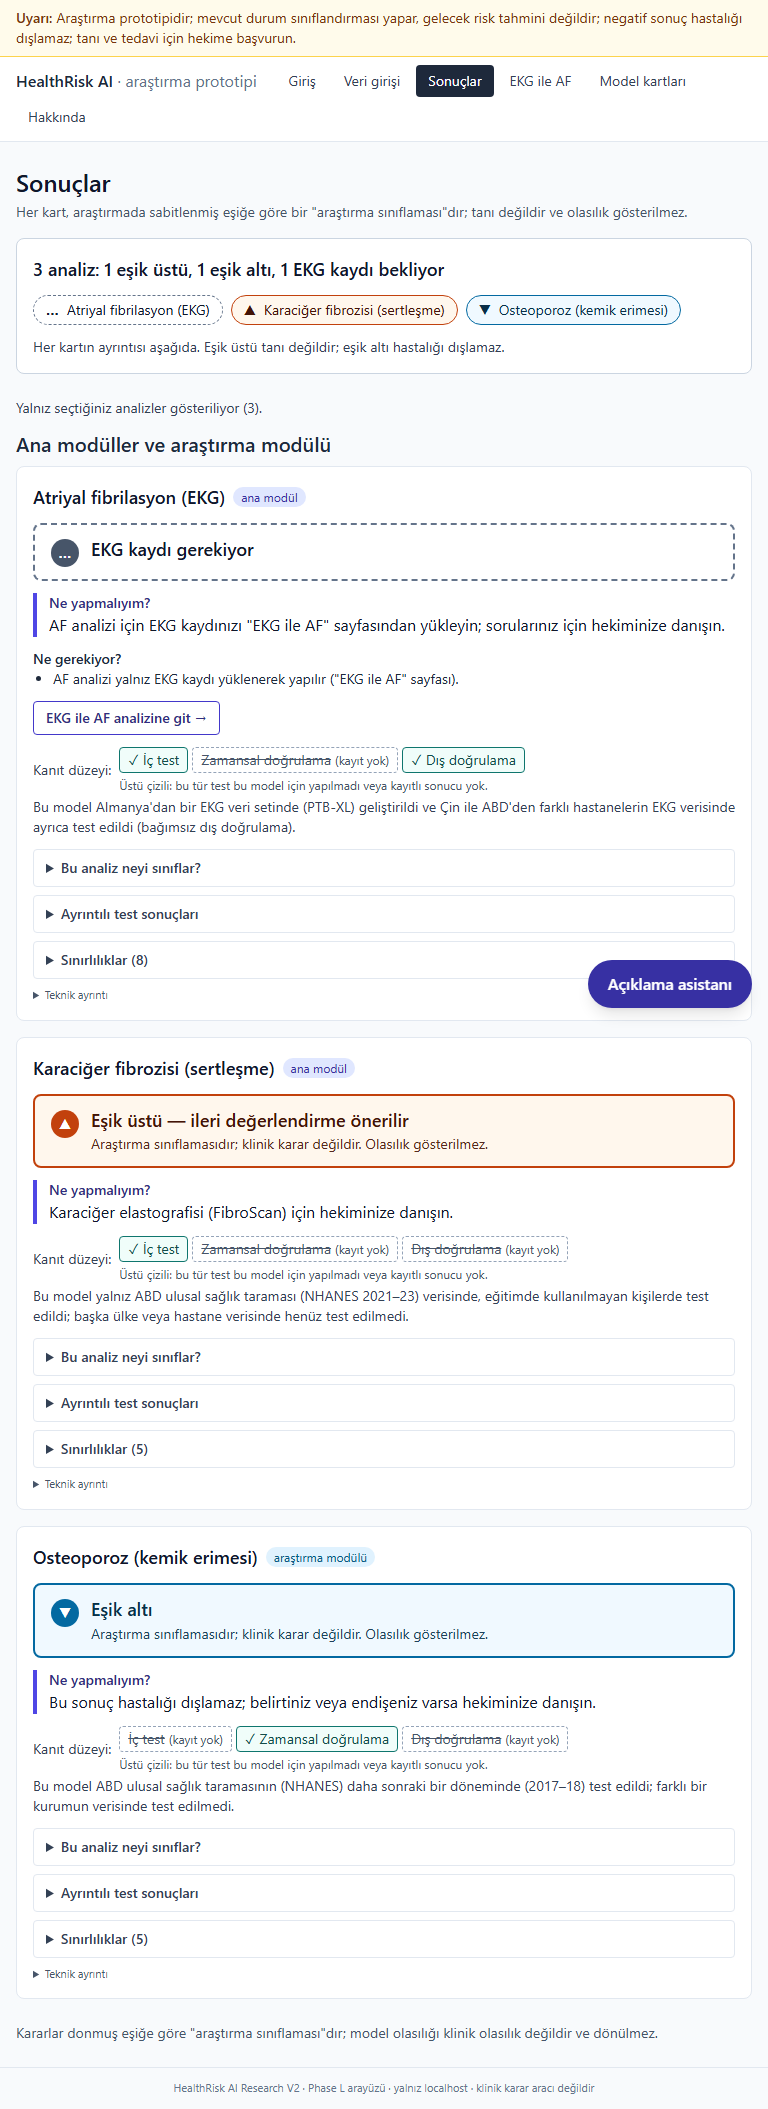 Uyarı: Araştırma prototipidir; mevcut durum sınıflandırması yapar, gelecek risk tahmini değildir; negatif sonuç hastalığı
dışlamaz; tanı ve tedavi için hekime başvurun.
HealthRisk AI · araştırma prototipi
Giriş
Veri girişi
Sonuçlar
EKG ile AF
Model kartları
Hakkında
Sonuçlar
Her kart, araştırmada sabitlenmiş eşiğe göre bir "araştırma sınıflaması"dır; tanı değildir ve olasılık gösterilmez.
3 analiz: 1 eşik üstü, 1 eşik altı, 1 EKG kaydı bekliyor
… Atriyal fibrilasyon (EKG)
▲ Karaciğer fibrozisi (sertleşme)
▼ Osteoporoz (kemik erimesi)
Her kartın ayrıntısı aşağıda. Eşik üstü tanı değildir; eşik altı hastalığı dışlamaz.
Yalnız seçtiğiniz analizler gösteriliyor (3).
Ana modüller ve araştırma modülü
Atriyal fibrilasyon (EKG) ana modül
… EKG kaydı gerekiyor
Ne yapmalıyım?
AF analizi için EKG kaydınızı "EKG ile AF" sayfasından yükleyin; sorularınız için hekiminize danışın.
Ne gerekiyor?
• AF analizi yalnız EKG kaydı yüklenerek yapılır ("EKG ile AF" sayfası).
EKG ile AF analizine git →
Kanıt düzeyi: ✓ İç test Zamansal doğrulama (kayıt yok) ✓ Dış doğrulama
Üstü çizili: bu tür test bu model için yapılmadı veya kayıtlı sonucu yok.
Bu model Almanya'dan bir EKG veri setinde (PTB-XL) geliştirildi ve Çin ile ABD'den farklı hastanelerin EKG verisinde
ayrıca test edildi (bağımsız dış doğrulama).
▶ Bu analiz neyi sınıflar?
▶ Ayrıntılı test sonuçları
▶ Sınırlılıklar (8)
Açıklama asistanı
▶ Teknik ayrıntı
Karaciğer fibrozisi (sertleşme) ana modül
▲ Eşik üstü — ileri değerlendirme önerilir
Araştırma sınıflamasıdır; klinik karar değildir. Olasılık gösterilmez.
Ne yapmalıyım?
Karaciğer elastografisi (FibroScan) için hekiminize danışın.
Kanıt düzeyi: ✓ İç test Zamansal doğrulama (kayıt yok) Dış doğrulama (kayıt yok)
Üstü çizili: bu tür test bu model için yapılmadı veya kayıtlı sonucu yok.
Bu model yalnız ABD ulusal sağlık taraması (NHANES 2021–23) verisinde, eğitimde kullanılmayan kişilerde test
edildi; başka ülke veya hastane verisinde henüz test edilmedi.
▶ Bu analiz neyi sınıflar?
▶ Ayrıntılı test sonuçları
▶ Sınırlılıklar (5)
▶ Teknik ayrıntı
Osteoporoz (kemik erimesi) araştırma modülü
▼ Eşik altı
Araştırma sınıflamasıdır; klinik karar değildir. Olasılık gösterilmez.
Ne yapmalıyım?
Bu sonuç hastalığı dışlamaz; belirtiniz veya endişeniz varsa hekiminize danışın.
Kanıt düzeyi: İç test (kayıt yok) ✓ Zamansal doğrulama Dış doğrulama (kayıt yok)
Üstü çizili: bu tür test bu model için yapılmadı veya kayıtlı sonucu yok.
Bu model ABD ulusal sağlık taramasının (NHANES) daha sonraki bir döneminde (2017–18) test edildi; farklı bir
kurumun verisinde test edilmedi.
▶ Bu analiz neyi sınıflar?
▶ Ayrıntılı test sonuçları
▶ Sınırlılıklar (5)
▶ Teknik ayrıntı
Kararlar donmuş eşiğe göre "araştırma sınıflaması"dır; model olasılığı klinik olasılık değildir ve dönülmez.
HealthRisk AI Research V2 · Phase L arayüzü · yalnız localhost · klinik karar aracı değildir